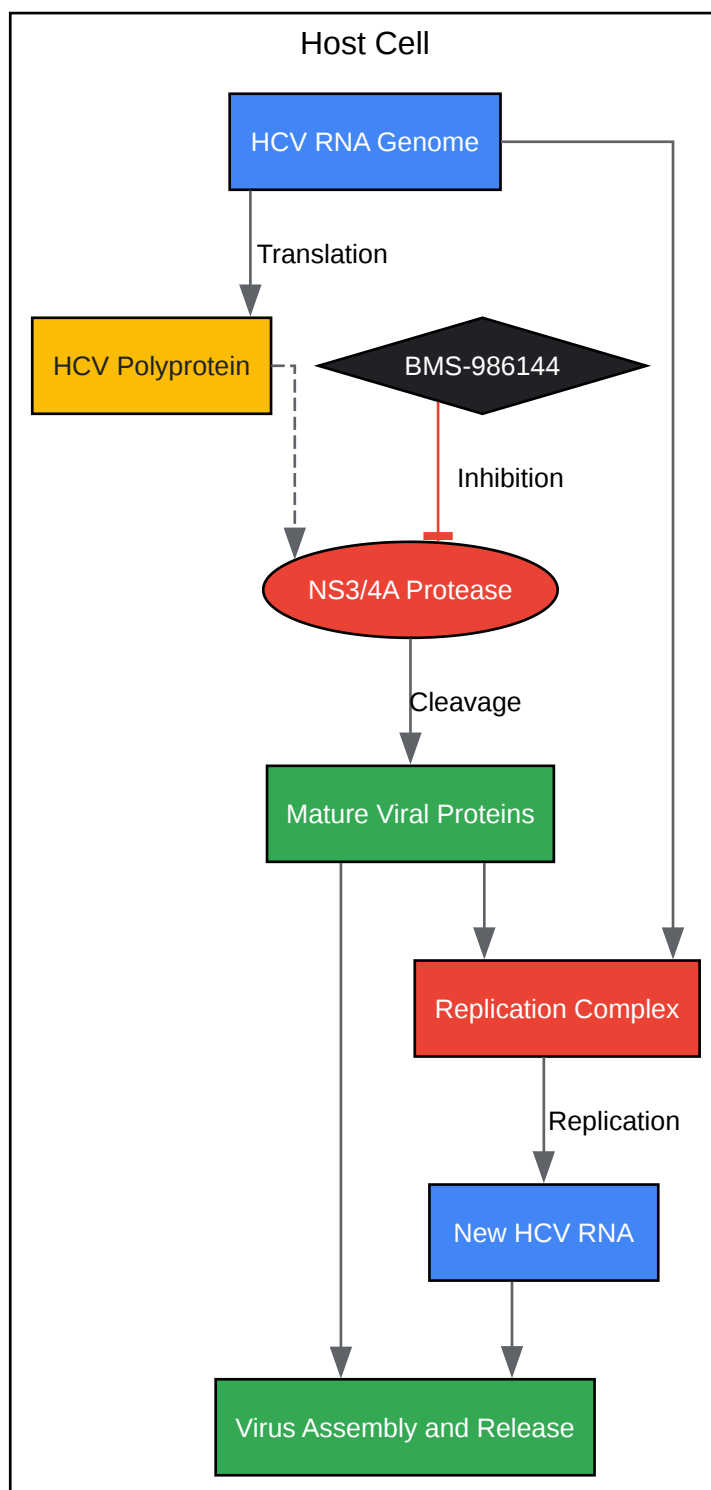 Host Cell
HCV RNA Genome
Translation
HCV Polyprotein
BMS-986144
Inhibition
NS3/4A Protease
Cleavage
Mature Viral Proteins
Replication Complex
Replication
New HCV RNA
Virus Assembly and Release